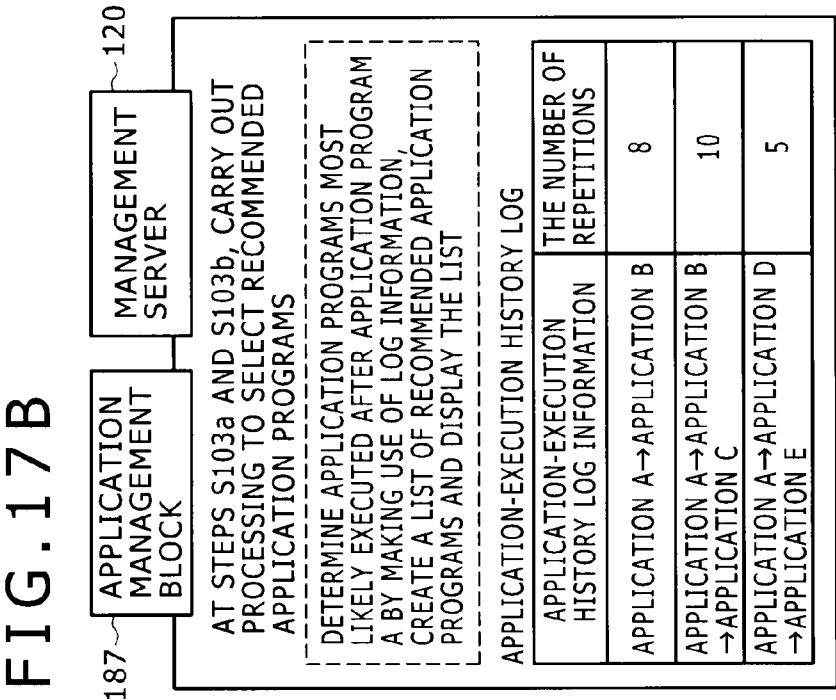 FIG.17B
187
APPLICATION
MANAGEMENT
BLOCK
MANAGEMENT
SERVER
120
AT STEPS S103a AND S103b, CARRY OUT
PROCESSING TO SELECT RECOMMENDED
APPLICATION PROGRAMS
DETERMINE APPLICATION PROGRAMS MOST
LIKELY EXECUTED AFTER APPLICATION PROGRAM
A BY MAKING USE OF LOG INFORMATION,
CREATE A LIST OF RECOMMENDED APPLICATION
PROGRAMS AND DISPLAY THE LIST
APPLICATION-EXECUTION HISTORY LOG
APPLICATION-EXECUTION
HISTORY LOG INFORMATION
THE NUMBER OF
REPETITIONS
APPLICATION A→APPLICATION B
8
APPLICATION A→APPLICATION B
→APPLICATION C
10
APPLICATION A→APPLICATION D
→APPLICATION E
5